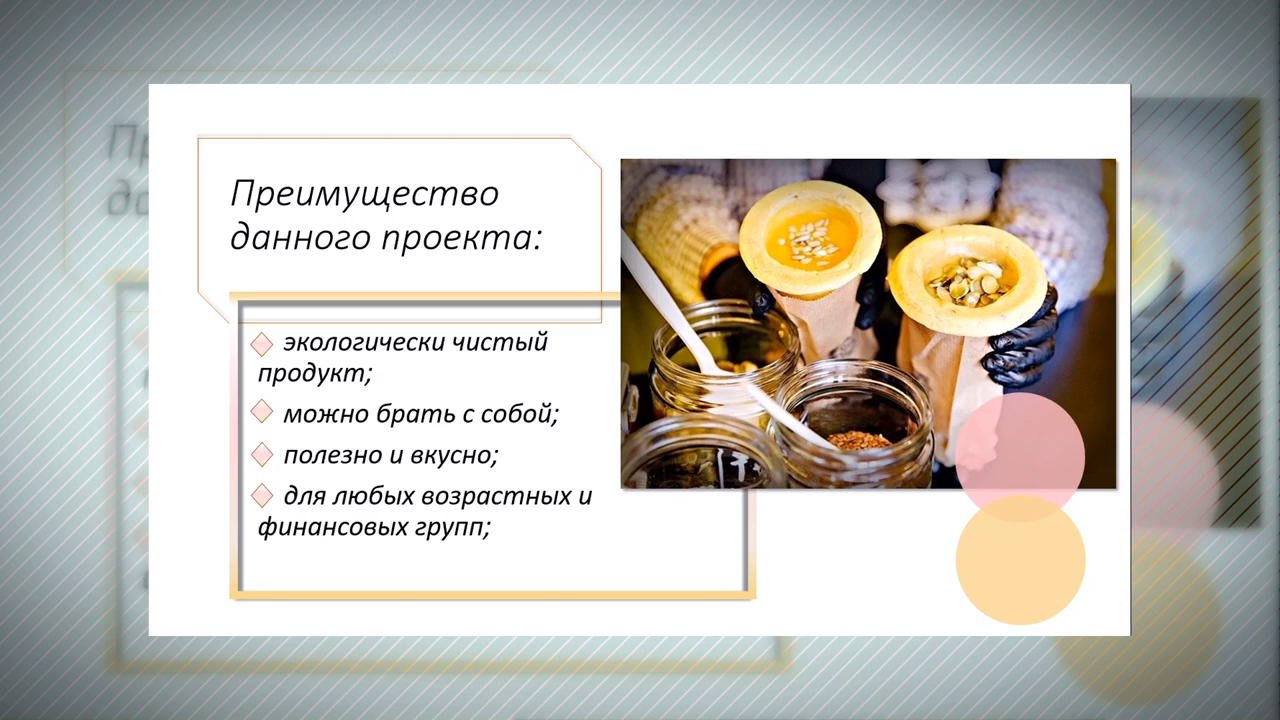 Преимущество
данного проекта:
экологически чистый
продукт;
можно брать с собой;
полезно и вкусно;
для любых возрастных и
финансовых групп;